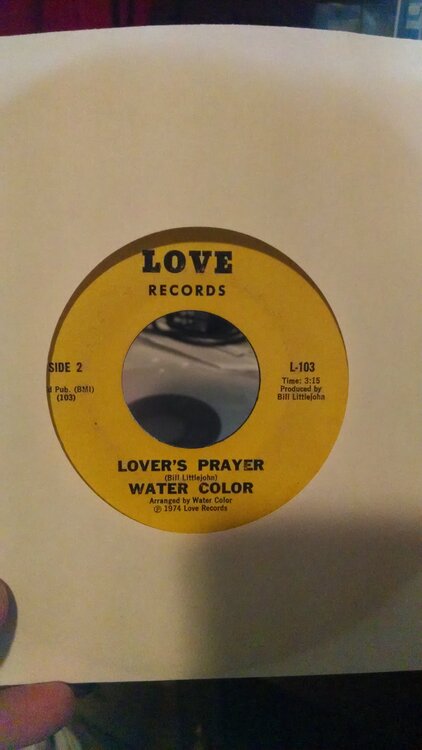 LOVE
RECORDS
SIDE 2
d Pub. (BMI)
(103)
L-103
Time: 3:15
Produced by
Bill Littlejohn
LOVER'S PRAYER
(Bill Littlejohn)
WATER COLOR
Arranged by Water Color
℗ 1974 Love Records